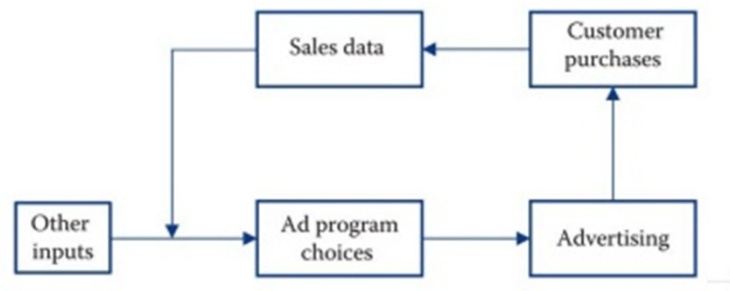 Sales data
Customer
purchases
Other
inputs
Ad program
choices
Advertising